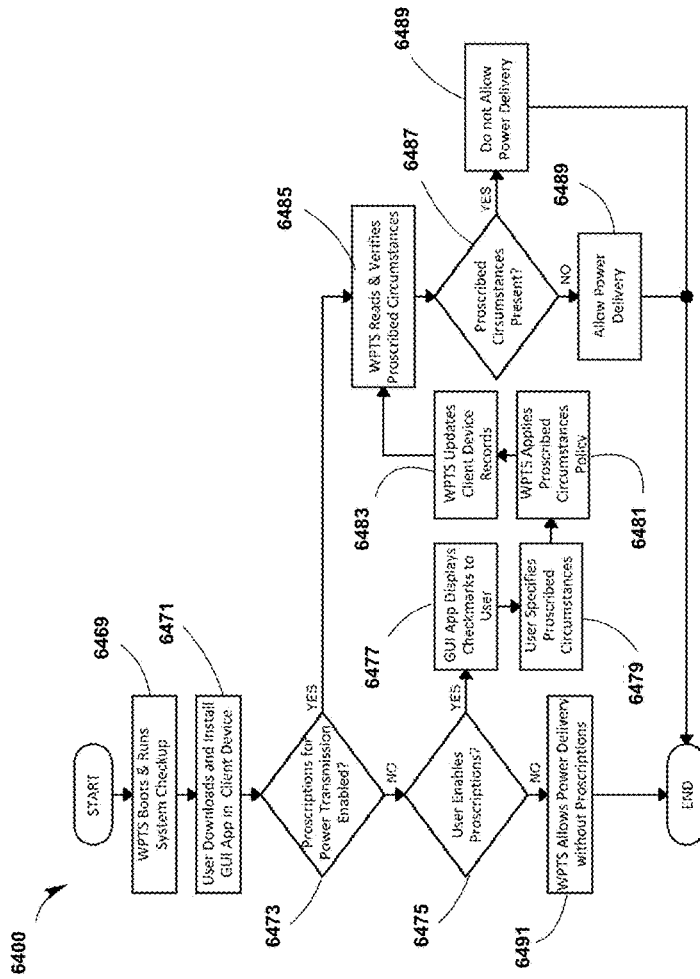 6400
START
WPTS Boots & Runs
System Checkup
6469
User Downloads and Install
GUI App in Client Device
6471
Proscriptions for
Power Transmission
Enabled?
6473
YES
NO
User Enables
Proscriptions?
6475
YES
NO
WPTS Allows Power Delivery
without Proscriptions
6491
GUI App Displays
Checkmarks to
User
6477
User Specifies
Proscribed
Circumstances
6479
WPTS Applies
Proscribed
Circumstances
Policy
6481
WPTS Updates
Client Device
Records
6483
WPTS Reads & Verifies
Proscribed Circumstances
6485
Proscribed
Cirsumstances
Present?
6487
YES
NO
Do not Allow
Power Delivery
6489
Allow Power
Delivery
6489
END